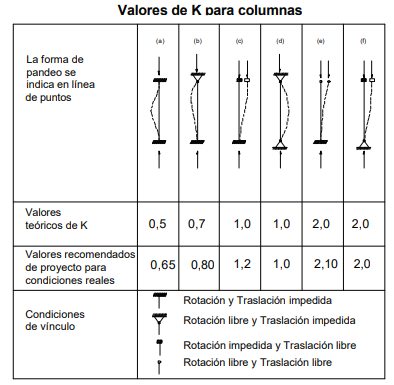 Valores de K para columnas
La forma de
pandeo se
indica en línea
de puntos
(a) (b) (c) (d) (e) (f)
Valores
teóricos de K
0,5 0,7 1,0 1,0 2,0 2,0
Valores recomendados
de proyecto para
condiciones reales
0,65 0,80 1,2 1,0 2,10 2,0
Condiciones
de vínculo
Rotación y Traslación impedida
Rotación libre y Traslación impedida
Rotación impedida y Traslación libre
Rotación libre y Traslación libre